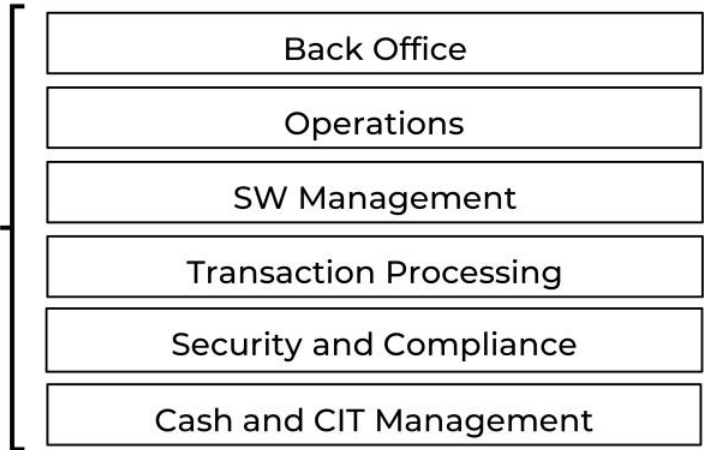 Back Office
Operations
SW Management
Transaction Processing
Security and Compliance
Cash and CIT Management